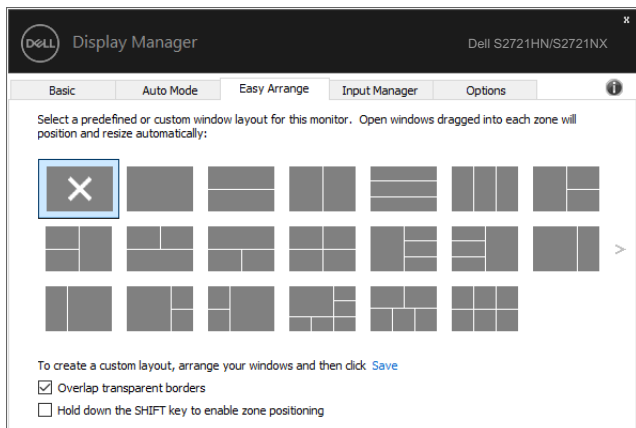 x
DELL Display Manager Dell S2721HN/S2721NX
Basic Auto Mode Easy Arrange Input Manager Options
Select a predefined or custom window layout for this monitor. Open windows dragged into each zone will
position and resize automatically:
>
To create a custom layout, arrange your windows and then click Save
Overlap transparent borders
Hold down the SHIFT key to enable zone positioning